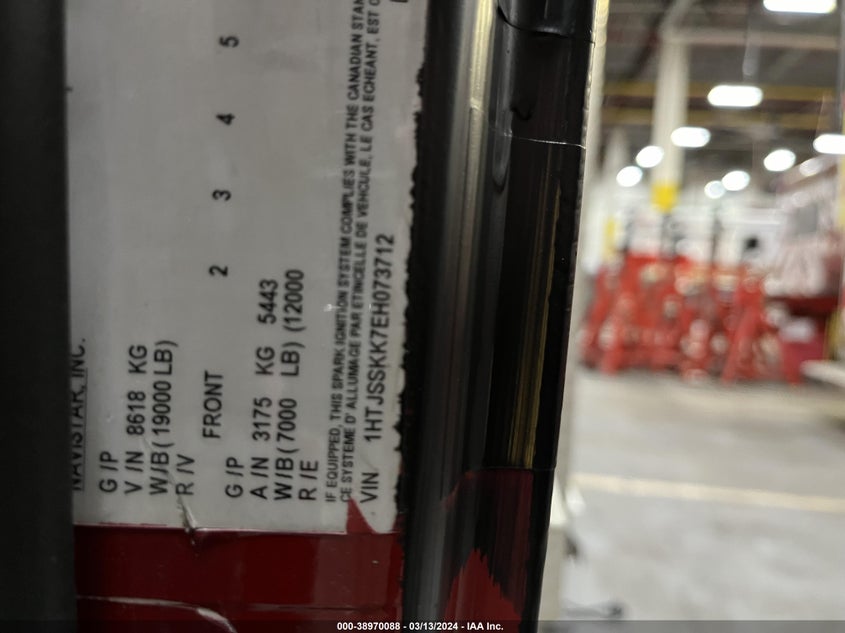 NAVISTAR, INC.
G /P
V /N 8618 KG
W/B( 19000 LB)
R /V
FRONT 2 3 4 5
G /P
A /N 3175 KG 5443
W/B( 7000 LB) (12000
R /E
IF EQUIPPED, THIS SPARK IGNITION SYSTEM COMPLIES WITH THE CANADIAN STAN
CE SYSTEME D' ALLUMAGE PAR ETINCELLE DE VEHICULE, LE CAS ECHEANT, EST C
VIN 1HTJSSKK7EH073712
000-38970088 - 03/13/2024 - IAA Inc.